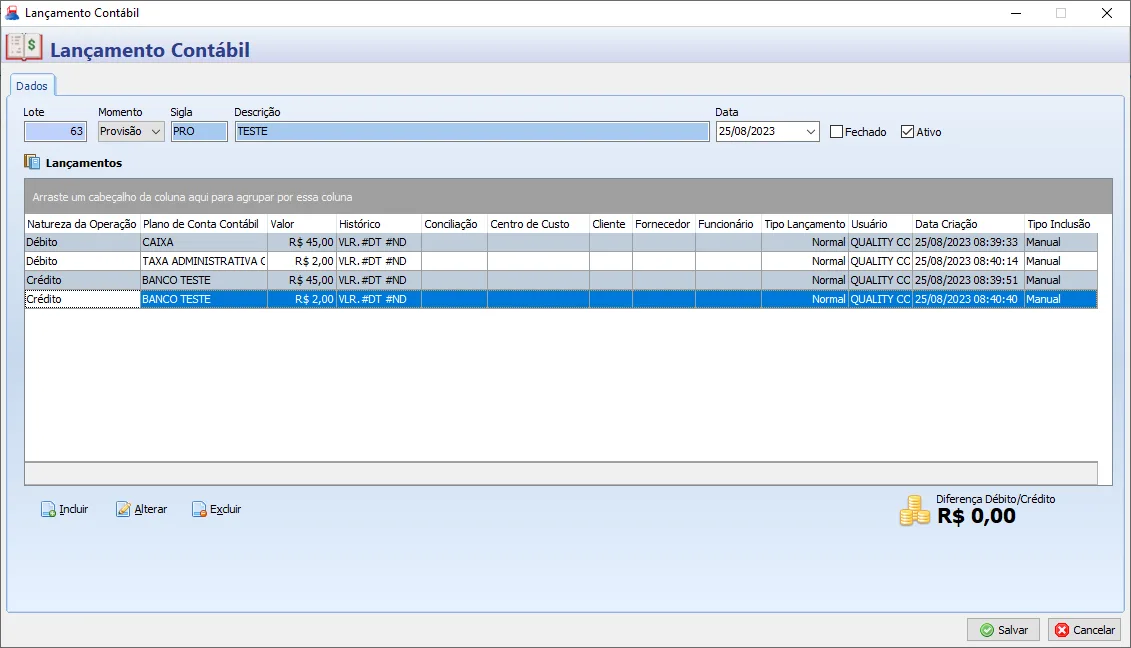 Lançamento Contábil
Lançamento Contábil
Dados
Lote Momento Sigla Descrição Data
63 Provisão PRO TESTE 25/08/2023 Fechado Ativo
Lançamentos
Arraste um cabeçalho da coluna aqui para agrupar por essa coluna
Natureza da Operação Plano de Conta Contábil Valor Histórico Conciliação Centro de Custo Cliente Fornecedor Funcionário Tipo Lançamento Usuário Data Criação Tipo Inclusão
Débito CAIXA R$ 45,00 VLR. #DT #ND Normal QUALITY CO 25/08/2023 08:39:33 Manual
Débito TAXA ADMINISTRATIVA C R$ 2,00 VLR. #DT #ND Normal QUALITY CO 25/08/2023 08:40:14 Manual
Crédito BANCO TESTE R$ 45,00 VLR. #DT #ND Normal QUALITY CO 25/08/2023 08:39:51 Manual
Crédito BANCO TESTE R$ 2,00 VLR. #DT #ND Normal QUALITY CO 25/08/2023 08:40:40 Manual
Incluir Alterar Excluir Diferença Débito/Crédito
R$ 0,00
Salvar Cancelar